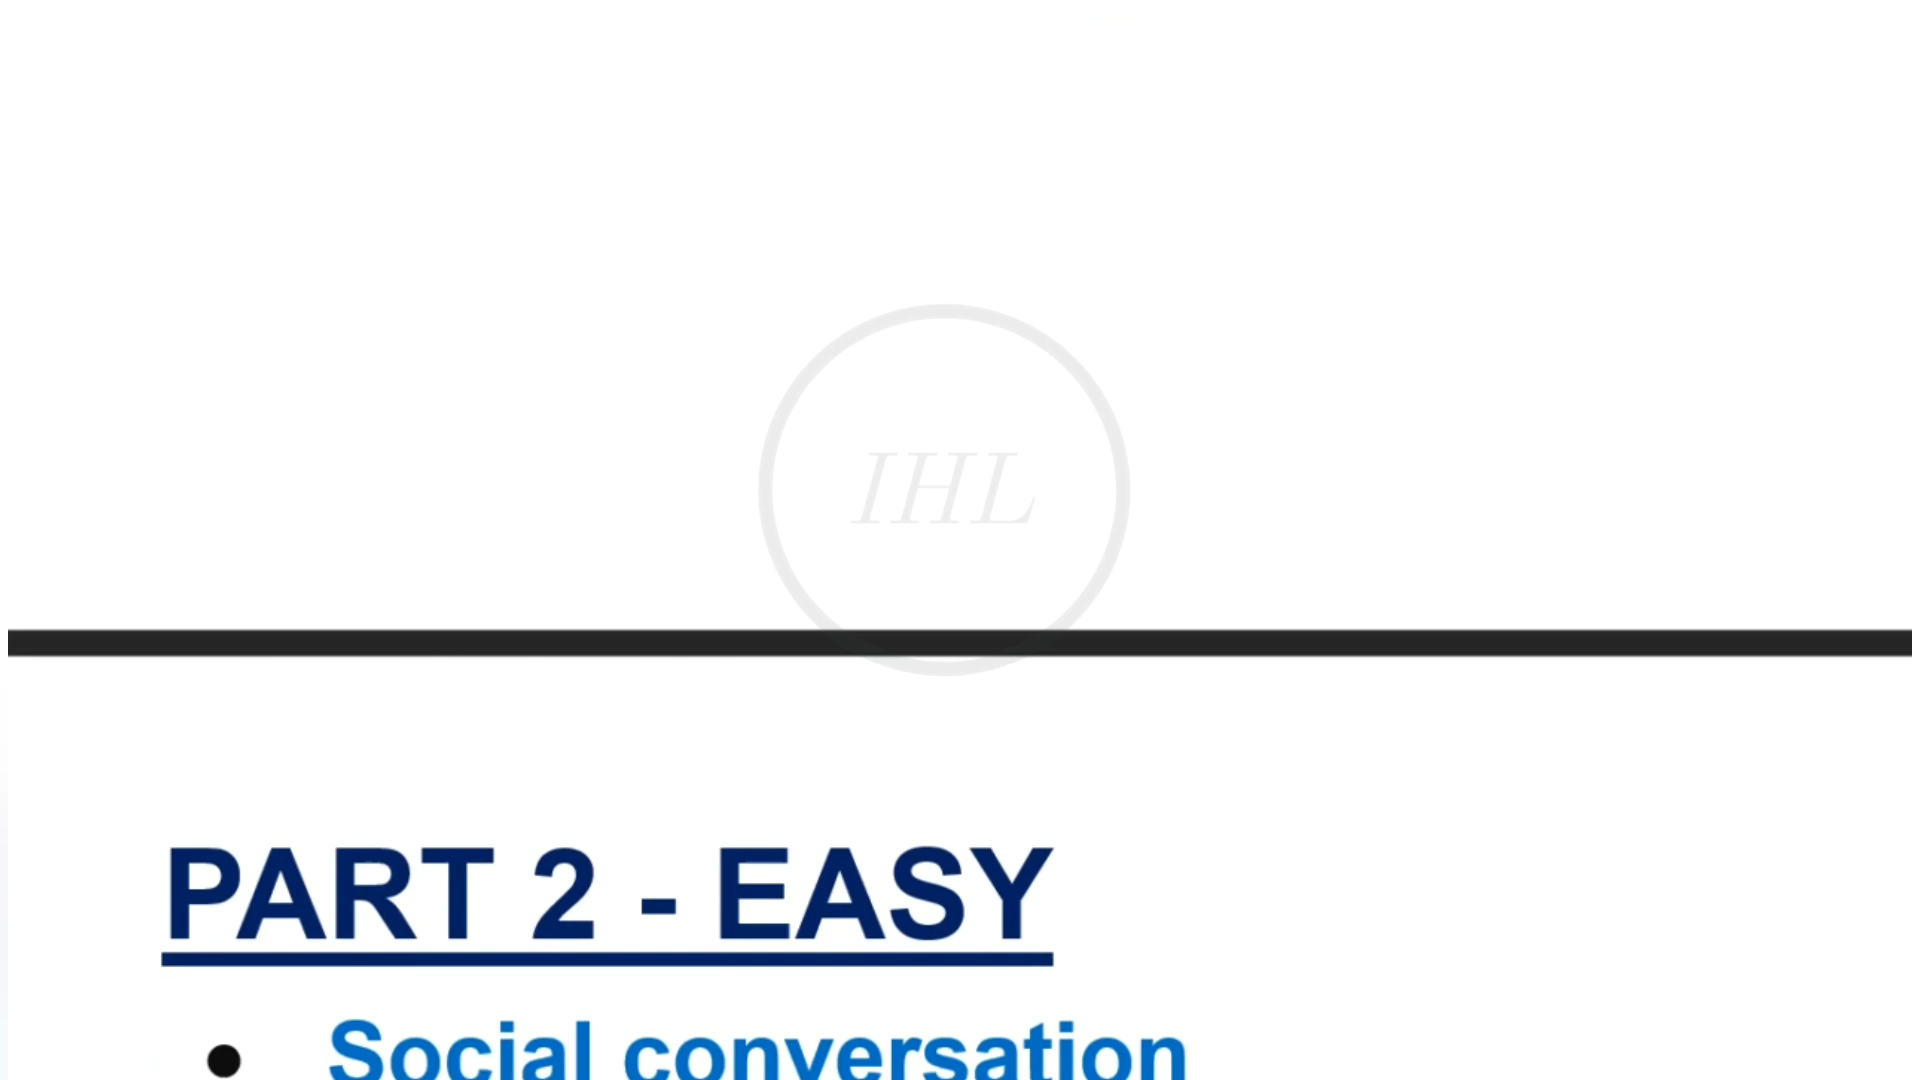 IHL
PART 2 - EASY
• Social conversation